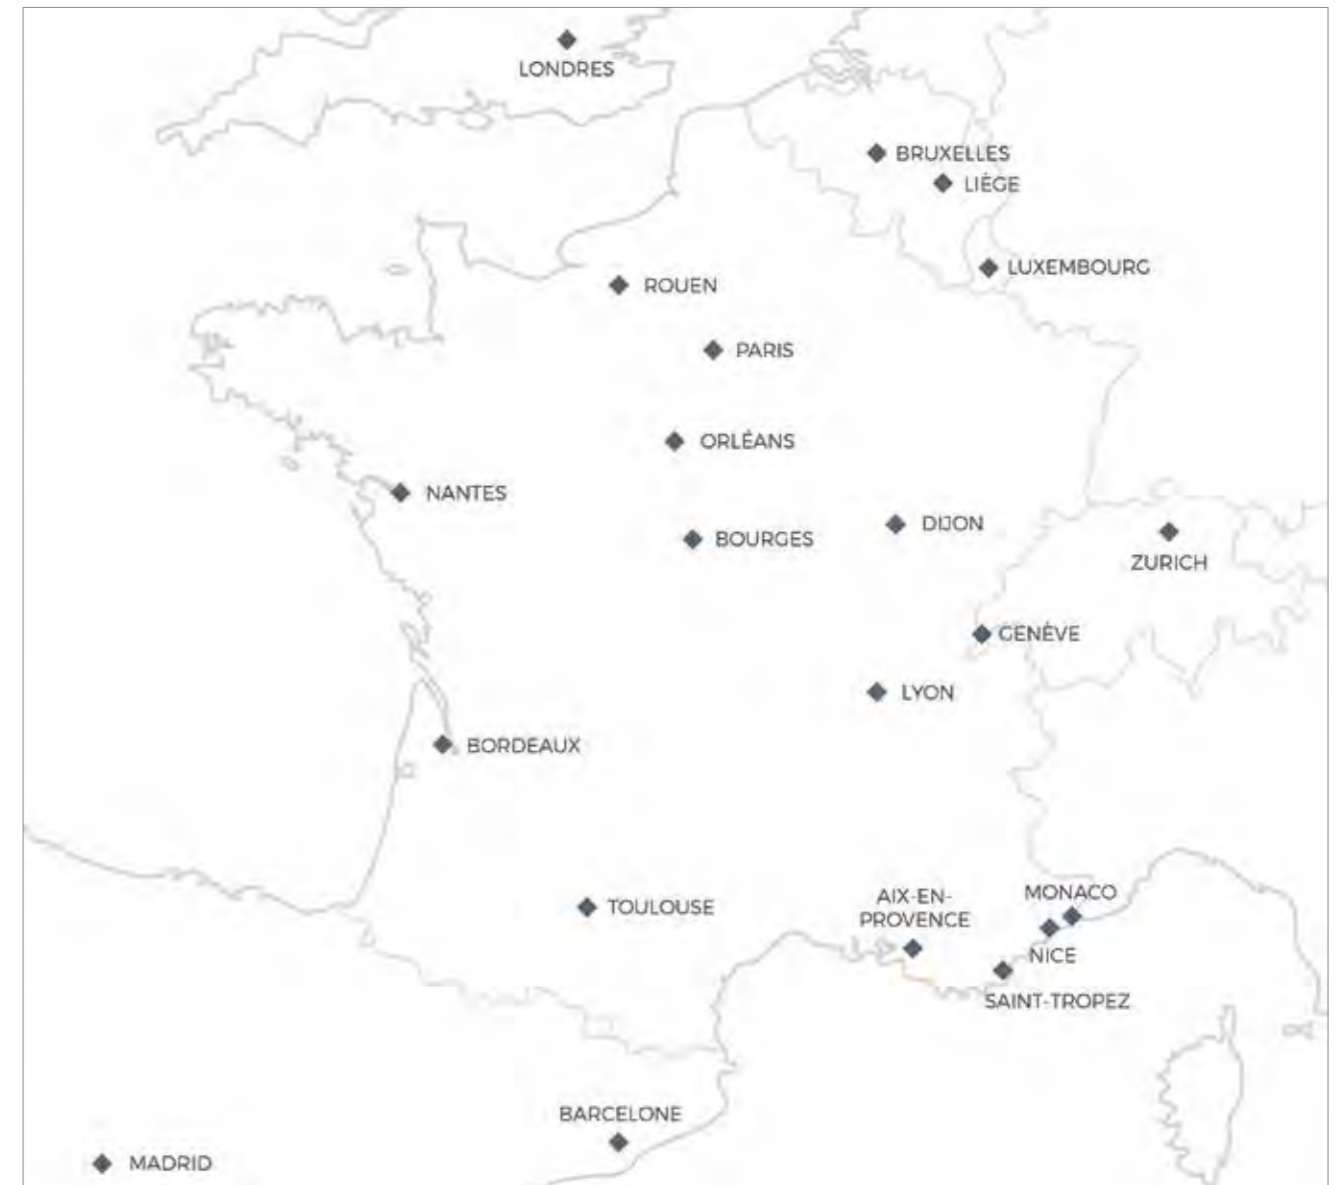 LONDRES
BRUXELLES
LIÈGE
LUXEMBOURG
ROUEN
PARIS
ORLÉANS
NANTES
DIJON
BOURGES
ZURICH
GENÈVE
LYON
BORDEAUX
MONACO
AIX-EN-
PROVENCE
TOULOUSE
NICE
SAINT-TROPEZ
BARCELONE
MADRID